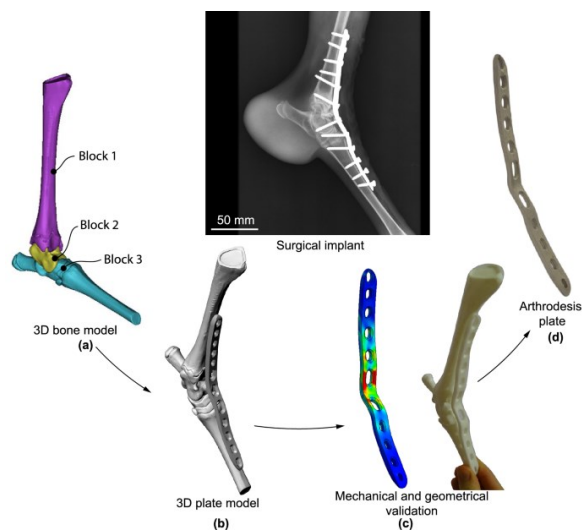 Block 1
Block 2
Block 3
3D bone model
(a)
50 mm
Surgical implant
3D plate model
(b)
Mechanical and geometrical
validation
(c)
Arthrodesis
plate
(d)